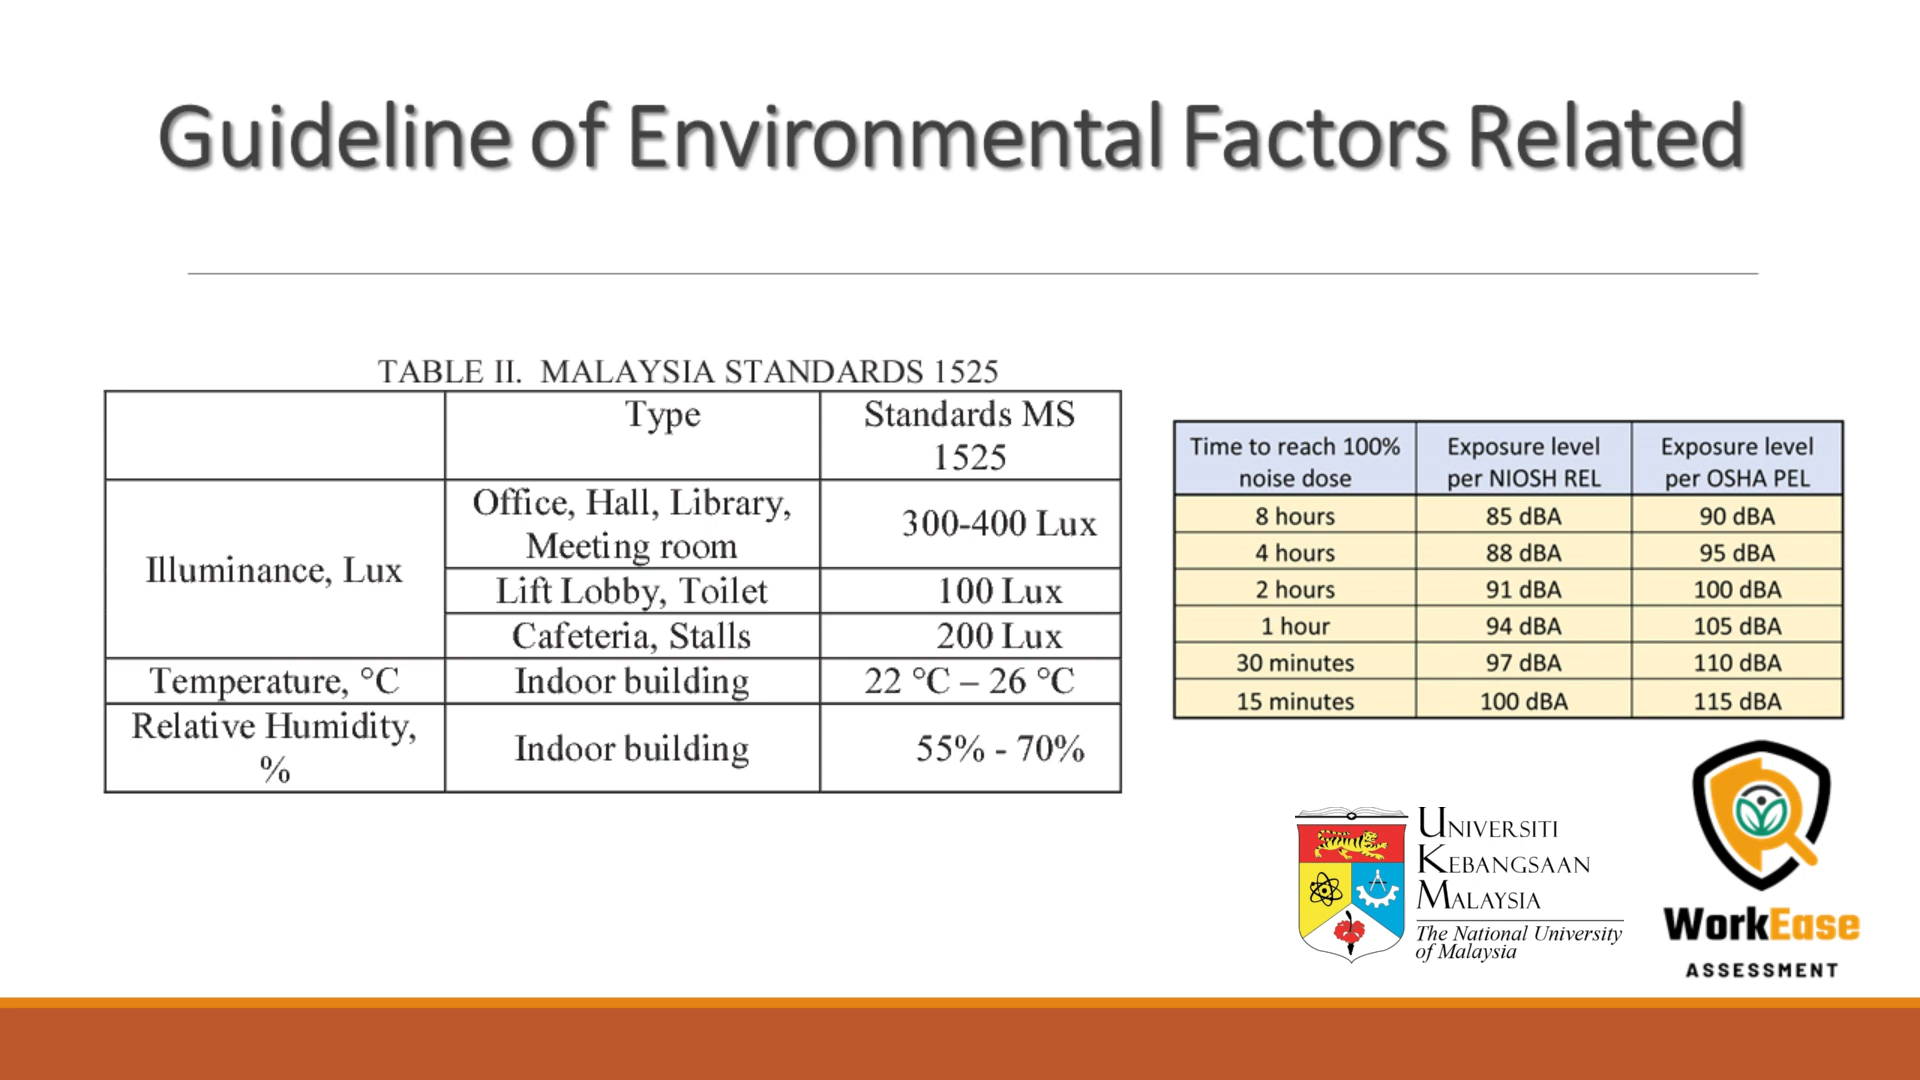 Guideline of Environmental Factors Related
TABLE II. MALAYSIA STANDARDS 1525
Type
Standards MS
1525
Illuminance, Lux
Office, Hall, Library,
Meeting room
300-400 Lux
Lift Lobby, Toilet
100 Lux
Cafeteria, Stalls
200 Lux
Temperature, °C
Indoor building
22 °C – 26 °C
Relative Humidity,
%
Indoor building
55% - 70%
Time to reach 100%
noise dose
Exposure level
per NIOSH REL
Exposure level
per OSHA PEL
8 hours
85 dBA
90 dBA
4 hours
88 dBA
95 dBA
2 hours
91 dBA
100 dBA
1 hour
94 dBA
105 dBA
30 minutes
97 dBA
110 dBA
15 minutes
100 dBA
115 dBA
UNIVERSITI
KEBANGSAAN
MALAYSIA
The National University
of Malaysia
WorkEase
ASSESSMENT